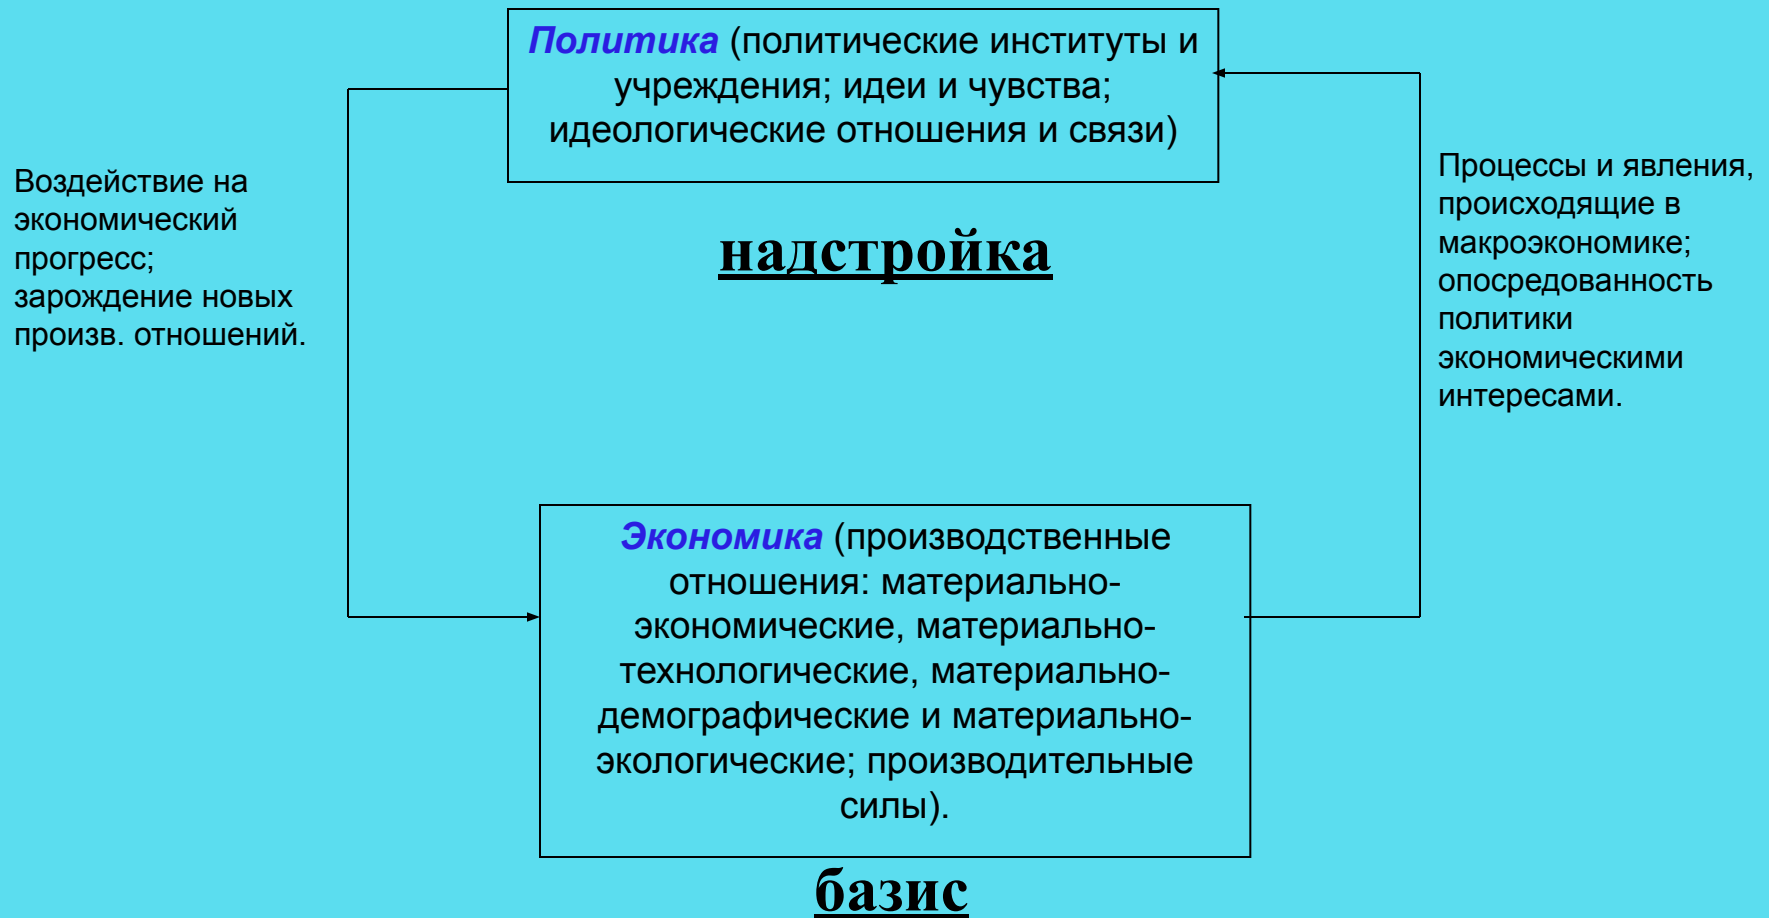 Политика (политические институты и
учреждения; идеи и чувства;
идеологические отношения и связи)
Воздействие на
экономический
прогресс;
зарождение новых
произв. отношений.
надстройка
Процессы и явления,
происходящие в
макроэкономике;
опосредованность
политики
экономическими
интересами.
Экономика (производственные
отношения: материально-
экономические, материально-
технологические, материально-
демографические и материально-
экологические; производительные
силы).
базис